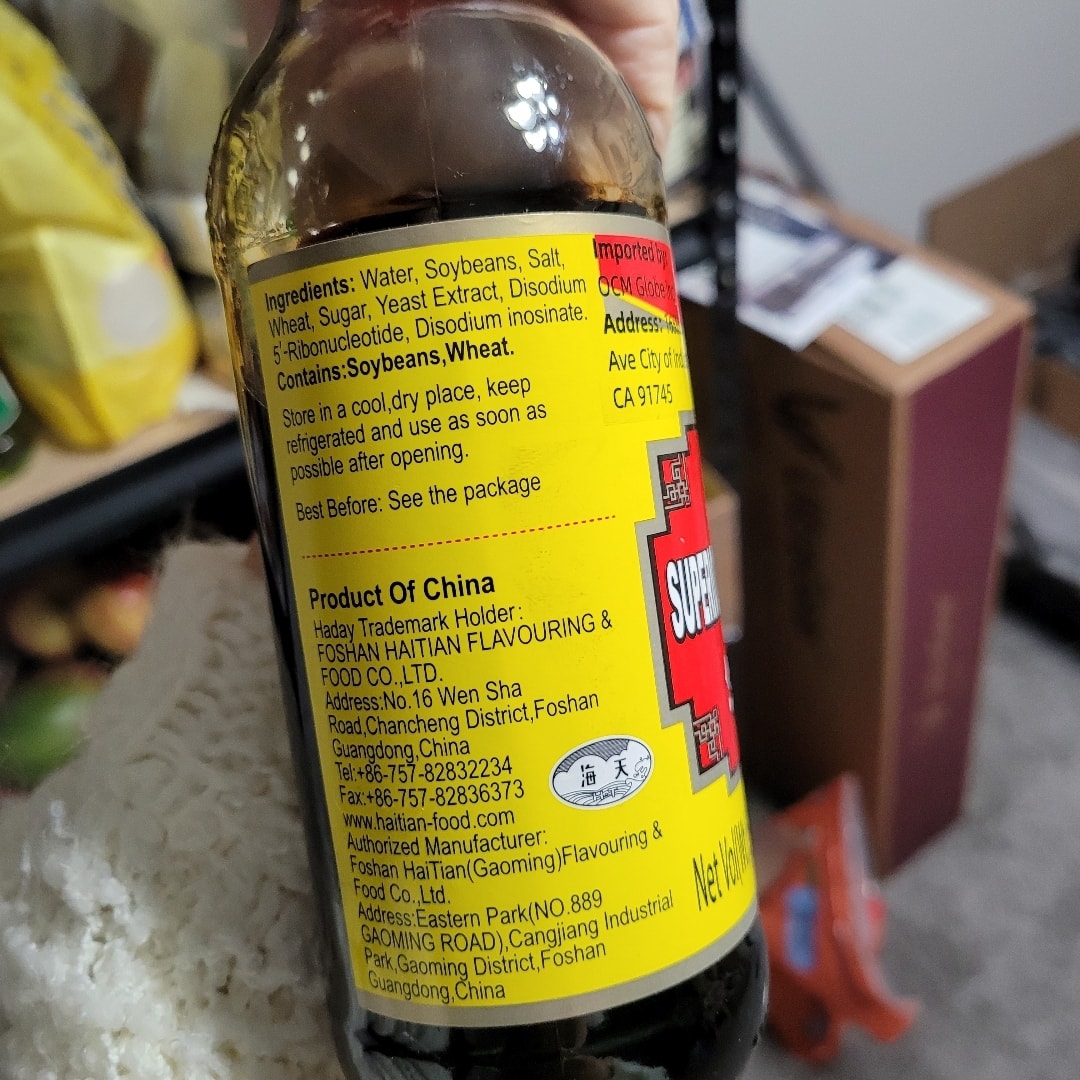 Ingredients: Water, Soybeans, Salt,
Wheat, Sugar, Yeast Extract, Disodium
5'-Ribonucleotide, Disodium inosinate.
Contains:Soybeans,Wheat.
Store in a cool,dry place, keep
refrigerated and use as soon as
possible after opening.
Best Before: See the package
Product Of China
Haday Trademark Holder:
FOSHAN HAITIAN FLAVOURING &
FOOD CO.,LTD.
Address:No.16 Wen Sha
Road,Chancheng District,Foshan
Guangdong,China
Tel:+86-757-82832234
Fax:+86-757-82836373
www.haitian-food.com
Authorized Manufacturer:
Foshan HaiTian(Gaoming)Flavouring &
Food Co.,Ltd.
Address:Eastern Park(NO.889
GAOMING ROAD),Cangjiang Industrial
Park,Gaoming District,Foshan
Guangdong,China
海天
Imported by:
OCM Globe
Address:
Ave City of
CA 91745
Net